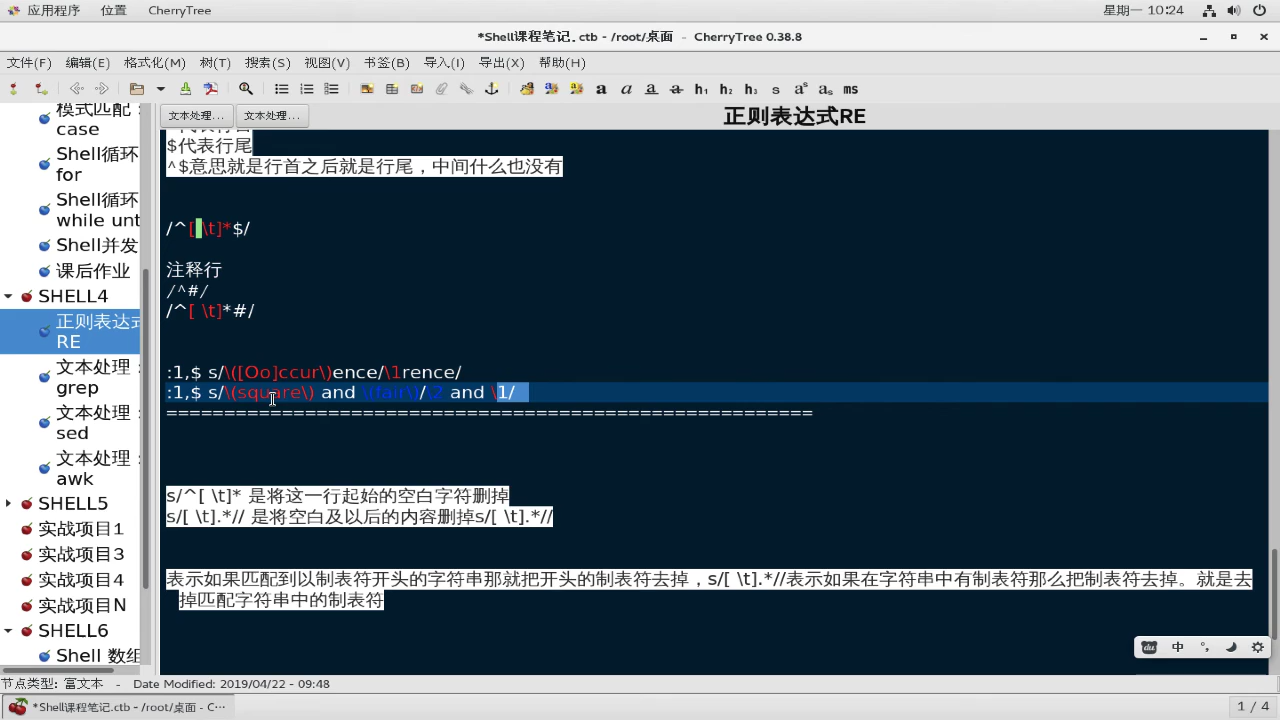 应用程序 位置 CherryTree 星期一 10:24
*Shell课程笔记.ctb - /root/桌面 - CherryTree 0.38.8
文件(F) 编辑(E) 格式化(M) 树(T) 搜索(S) 视图(V) 书签(B) 导入(I) 导出(X) 帮助(H)
a a a a h₁ h₂ h₃ s aˢ aₛ ms
文本处理... 文本处理... 正则表达式RE
模式匹配：
case
Shell循环
for
Shell循环
while unt
Shell并发
课后作业
SHELL4
正则表达式
RE
文本处理：
grep
文本处理：
sed
文本处理：
awk
SHELL5
实战项目1
实战项目3
实战项目4
实战项目N
SHELL6
Shell 数组
$代表行尾
^$意思就是行首之后就是行尾，中间什么也没有
/^[ \t]*$/
注释行
/^#/
/^[ \t]*#/
:1,$ s/\([Oo]ccur\)ence/\1rence/
:1,$ s/\(square\) and \(fair\)/\2 and \1/
========================================================
s/^[ \t]* 是将这一行起始的空白字符删掉
s/[ \t].*// 是将空白及以后的内容删掉s/[ \t].*//
表示如果匹配到以制表符开头的字符串那就把开头的制表符去掉，s/[ \t].*//表示如果在字符串中有制表符那么把制表符去掉。就是去
掉匹配字符串中的制表符
du 中 °,
节点类型: 富文本 - Date Modified: 2019/04/22 - 09:48
*Shell课程笔记.ctb - /root/桌面 - C··· 1 / 4